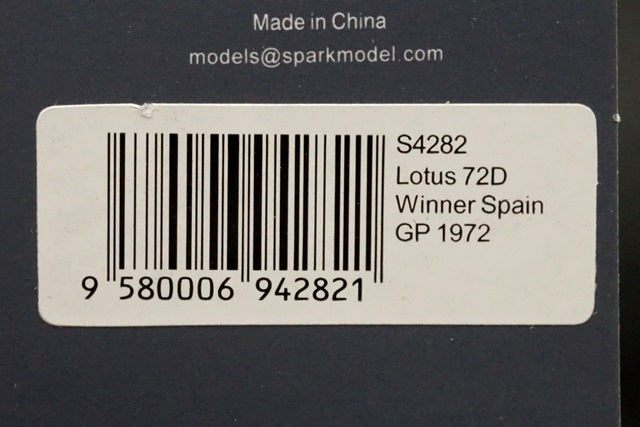 Made in China
models@sparkmodel.com
S4282
Lotus 72D
Winner Spain
GP 1972
9 580006 942821